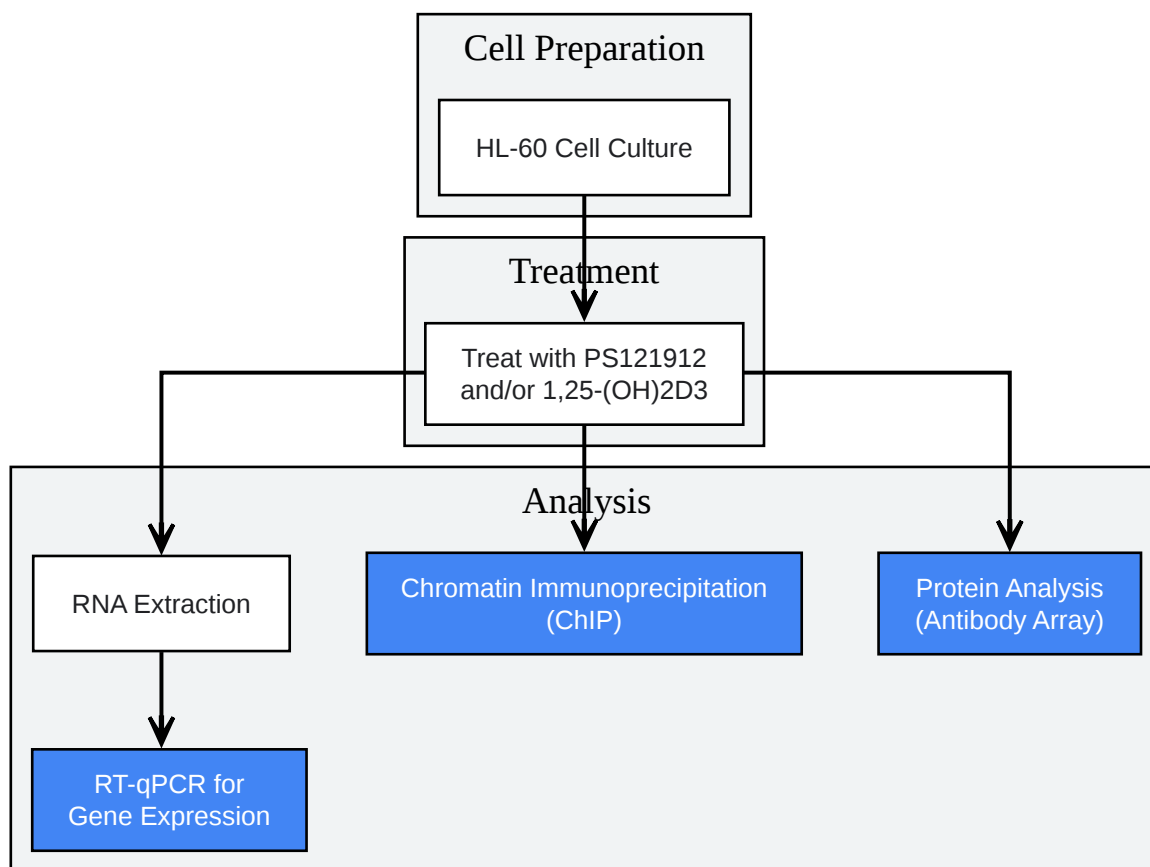 Cell Preparation
HL-60 Cell Culture
Treatment
Treat with PS121912
and/or 1,25-(OH)2D3
Analysis
RNA Extraction
Chromatin Immunoprecipitation
(ChIP)
Protein Analysis
(Antibody Array)
RT-qPCR for
Gene Expression